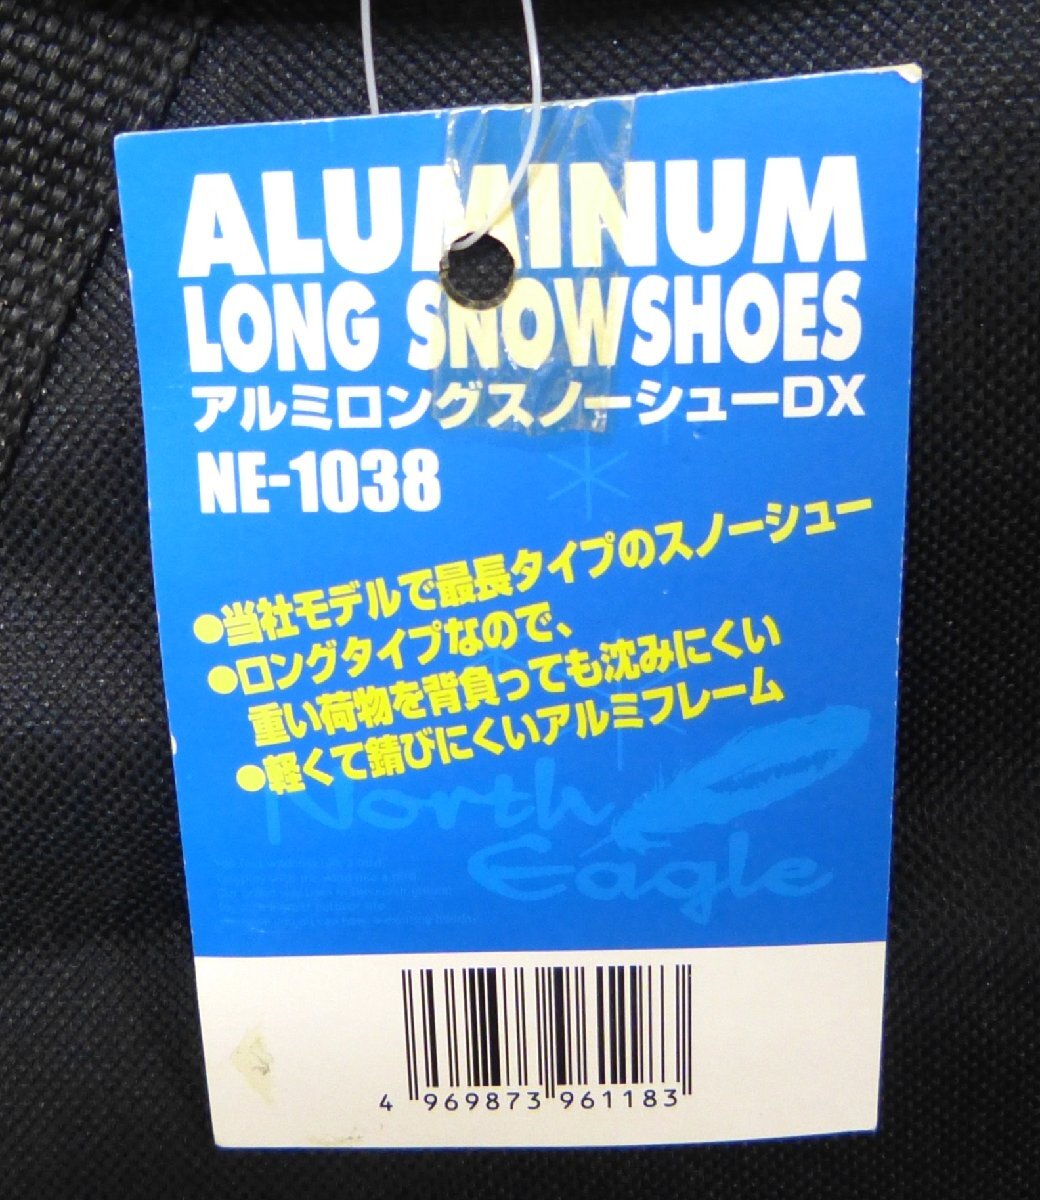 ALUMINUM
LONG SNOWSHOES
アルミロングスノーシューDX
NE-1038
●当社モデルで最長タイプのスノーシュー
●ロングタイプなので、
重い荷物を背負っても沈みにくい
●軽くて錆びにくいアルミフレーム
North
Eagle
4 969873 961183